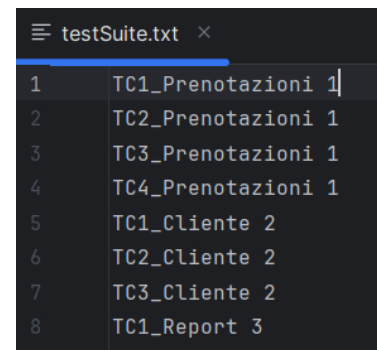 testSuite.txt
1 TC1_Prenotazioni 1
2 TC2_Prenotazioni 1
3 TC3_Prenotazioni 1
4 TC4_Prenotazioni 1
5 TC1_Cliente 2
6 TC2_Cliente 2
7 TC3_Cliente 2
8 TC1_Report 3